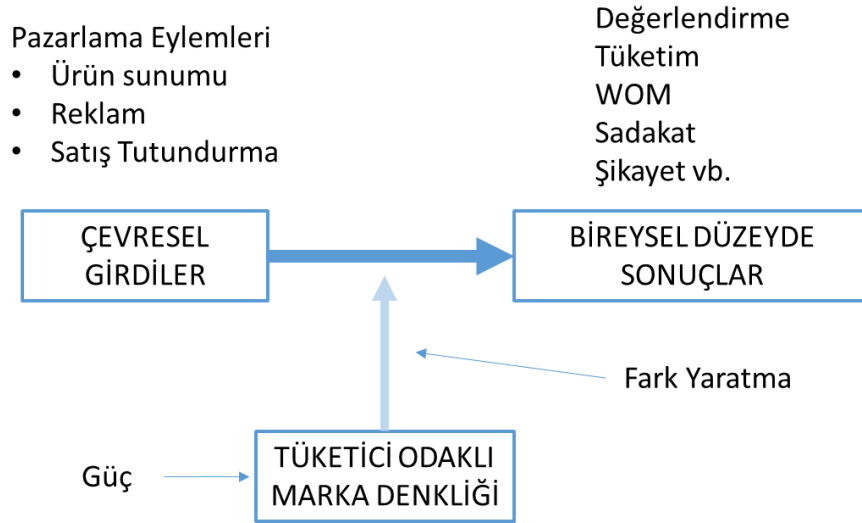 Pazarlama Eylemleri
• Ürün sunumu
• Reklam
• Satış Tutundurma
Değerlendirme
Tüketim
WOM
Sadakat
Şikayet vb.
ÇEVRESEL
GİRDİLER
BİREYSEL DÜZEYDE
SONUÇLAR
Fark Yaratma
Güç
TÜKETİCİ ODAKLI
MARKA DENKLİĞİ